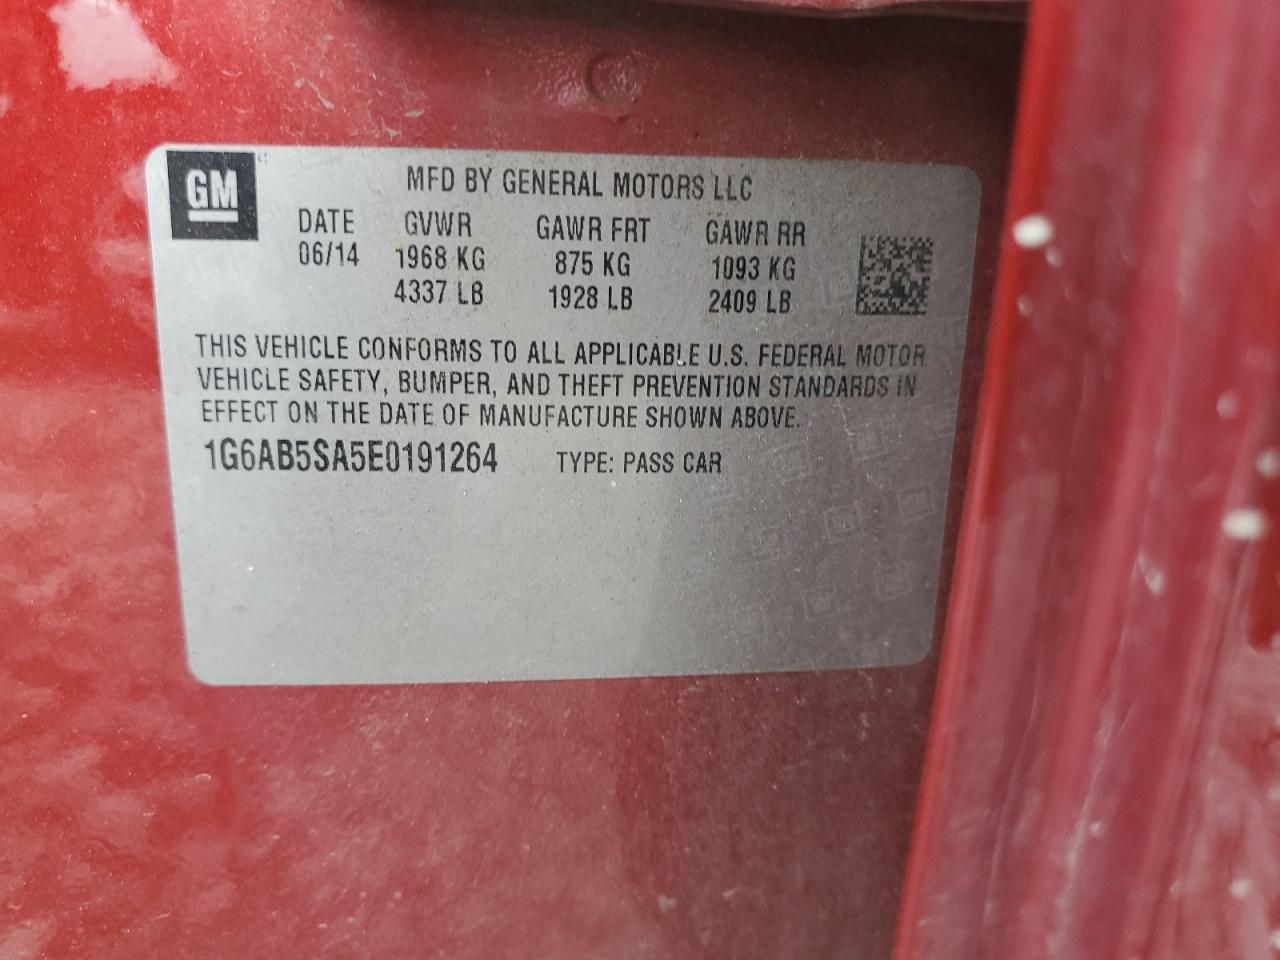 GM
MFD BY GENERAL MOTORS LLC
DATE GVWR GAWR FRT GAWR RR
06/14 1968 KG 875 KG 1093 KG
4337 LB 1928 LB 2409 LB
THIS VEHICLE CONFORMS TO ALL APPLICABLE U.S. FEDERAL MOTOR
VEHICLE SAFETY, BUMPER, AND THEFT PREVENTION STANDARDS IN
EFFECT ON THE DATE OF MANUFACTURE SHOWN ABOVE.
1G6AB5SA5E0191264 TYPE: PASS CAR